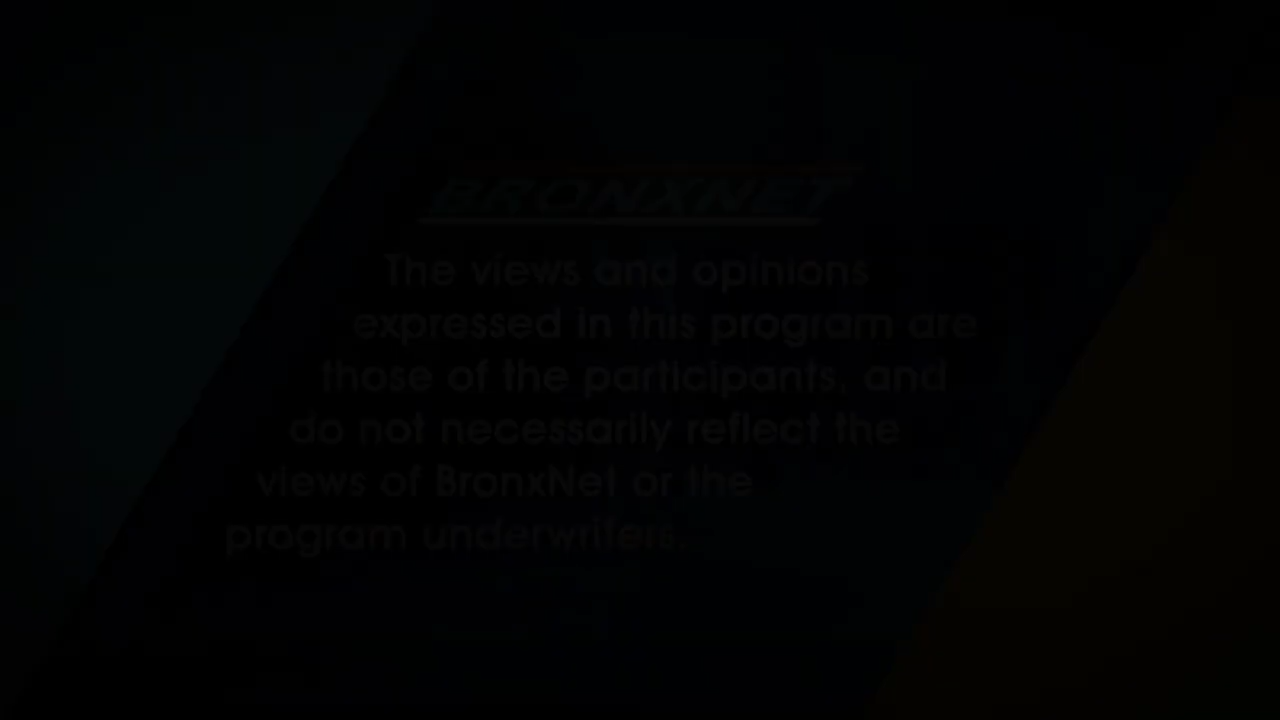 BRONXNET
The views and opinions
expressed in this program are
those of the participants, and
do not necessarily reflect the
views of BronxNet or the
program underwriters.